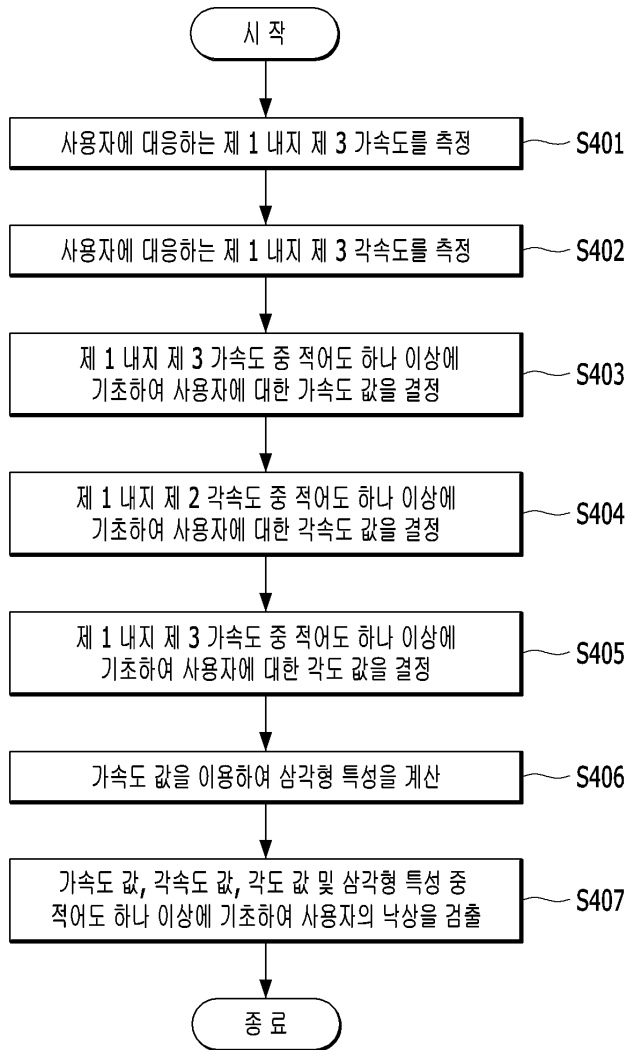 시 작
사용자에 대응하는 제 1 내지 제 3 가속도를 측정
S401
사용자에 대응하는 제 1 내지 제 3 각속도를 측정
S402
제 1 내지 제 3 가속도 중 적어도 하나 이상에
기초하여 사용자에 대한 가속도 값을 결정
S403
제 1 내지 제 2 각속도 중 적어도 하나 이상에
기초하여 사용자에 대한 각속도 값을 결정
S404
제 1 내지 제 3 가속도 중 적어도 하나 이상에
기초하여 사용자에 대한 각도 값을 결정
S405
가속도 값을 이용하여 삼각형 특성을 계산
S406
가속도 값, 각속도 값, 각도 값 및 삼각형 특성 중
적어도 하나 이상에 기초하여 사용자의 낙상을 검출
S407
종 료